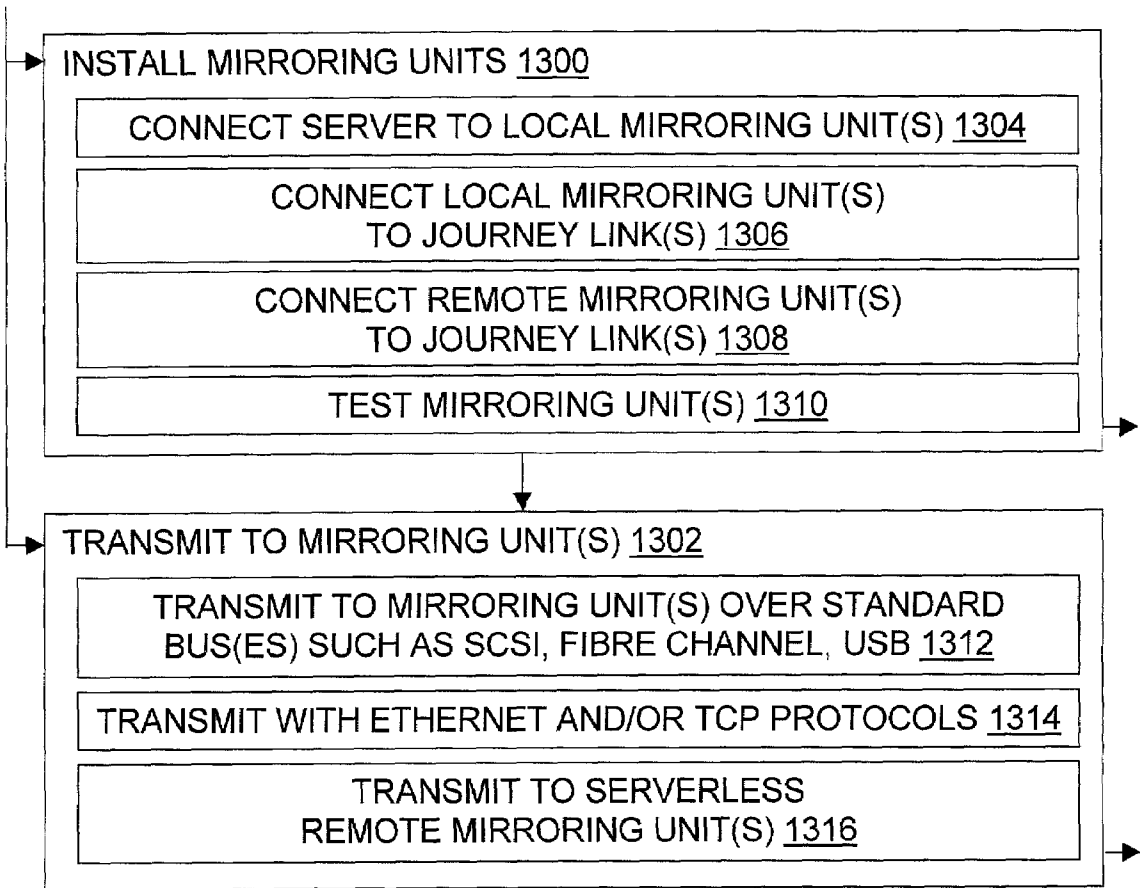 INSTALL MIRRORING UNITS 1300
CONNECT SERVER TO LOCAL MIRRORING UNIT(S) 1304
CONNECT LOCAL MIRRORING UNIT(S)
TO JOURNEY LINK(S) 1306
CONNECT REMOTE MIRRORING UNIT(S)
TO JOURNEY LINK(S) 1308
TEST MIRRORING UNIT(S) 1310
TRANSMIT TO MIRRORING UNIT(S) 1302
TRANSMIT TO MIRRORING UNIT(S) OVER STANDARD
BUS(ES) SUCH AS SCSI, FIBRE CHANNEL, USB 1312
TRANSMIT WITH ETHERNET AND/OR TCP PROTOCOLS 1314
TRANSMIT TO SERVERLESS
REMOTE MIRRORING UNIT(S) 1316